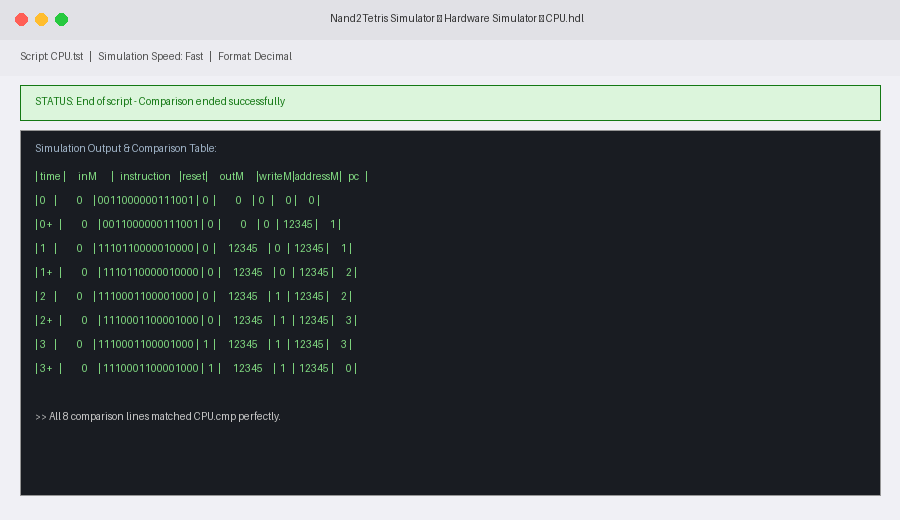 Nand2Tetris Simulator □ Hardware Simulator □ CPU.hdl
Script: CPU.tst | Simulation Speed: Fast | Format: Decimal
STATUS: End of script - Comparison ended successfully
Simulation Output & Comparison Table:
|time| inM | instruction |reset| outM |writeM|addressM| pc |
|0 | 0 |0011000000111001| 0 | 0 | 0 | 0| 0|
|0+ | 0 |0011000000111001| 0 | 0 | 0 | 12345| 1|
|1 | 0 |1110110000010000| 0 | 12345 | 0 | 12345| 1|
|1+ | 0 |1110110000010000| 0 | 12345 | 0 | 12345| 2|
|2 | 0 |1110001100001000| 0 | 12345 | 1 | 12345| 2|
|2+ | 0 |1110001100001000| 0 | 12345 | 1 | 12345| 3|
|3 | 0 |1110001100001000| 1 | 12345 | 1 | 12345| 3|
|3+ | 0 |1110001100001000| 1 | 12345 | 1 | 12345| 0|
>> All 8 comparison lines matched CPU.cmp perfectly.